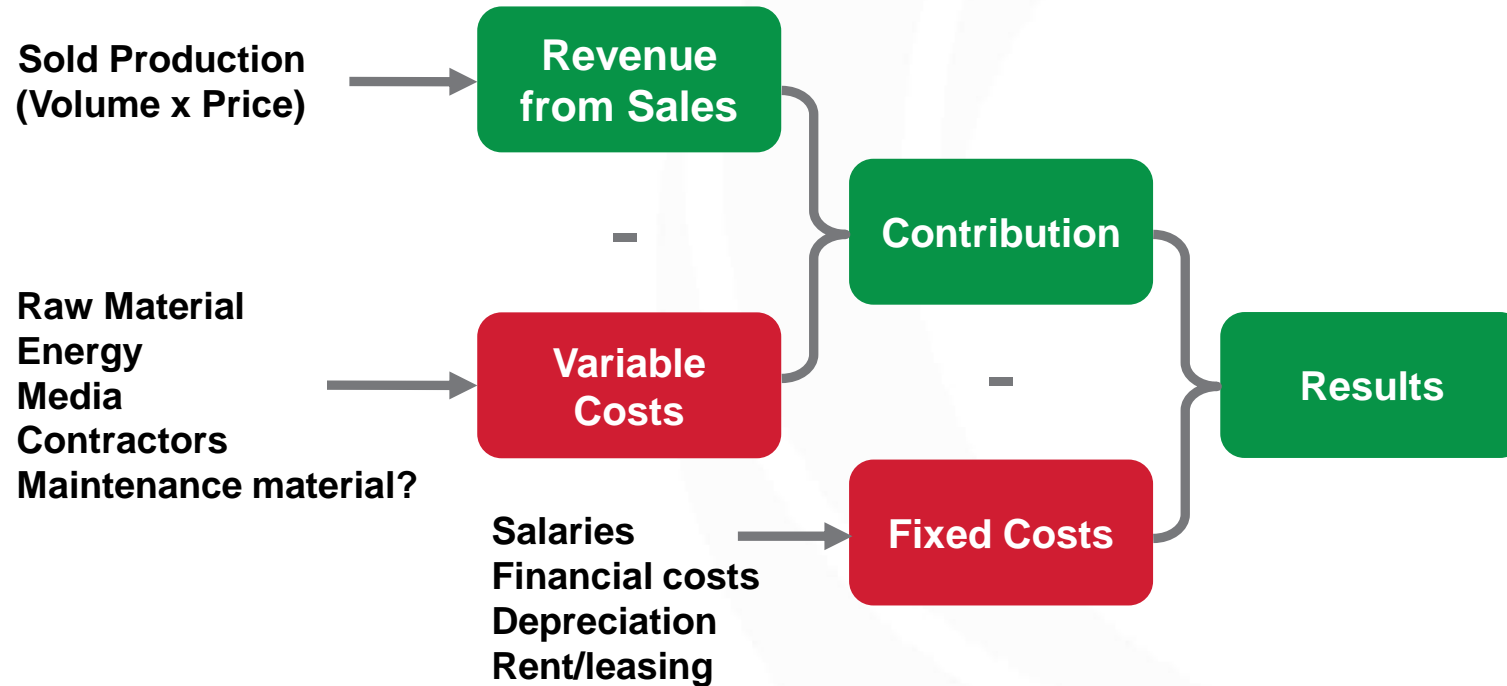 Sold Production
(Volume x Price)
Revenue
from Sales
-
Contribution
Raw Material
Energy
Media
Contractors
Maintenance material?
Variable
Costs
-
Results
Salaries
Financial costs
Depreciation
Rent/leasing
Fixed Costs